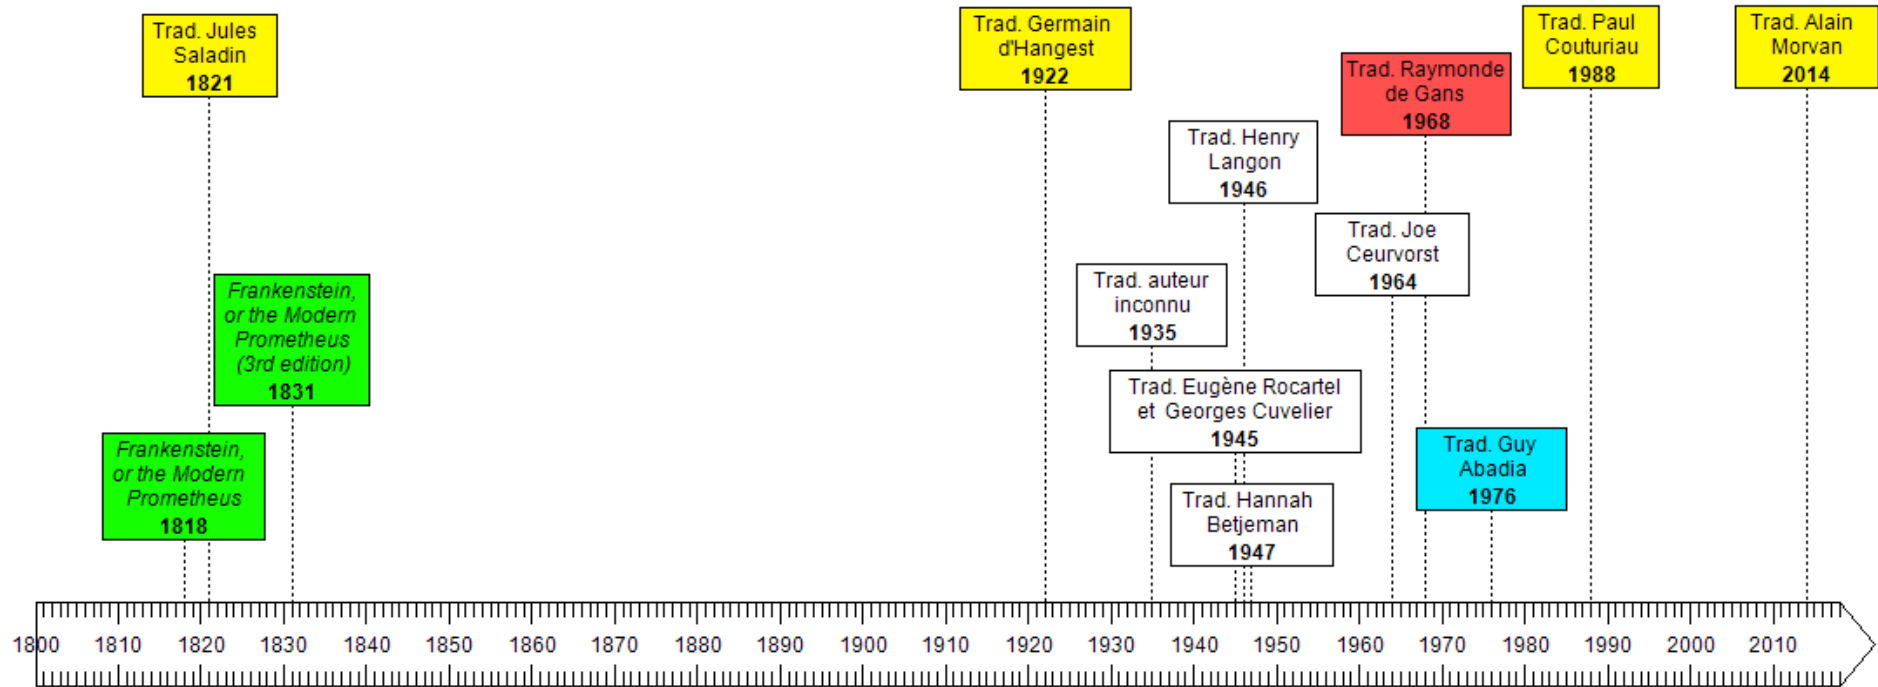 Trad. Jules
Saladin
1821
Trad. Germain
d'Hangest
1922
Trad. Paul
Couturiau
1988
Trad. Alain
Morvan
2014
Trad. Raymonde
de Gans
1968
Trad. Henry
Langon
1946
Trad. Joe
Ceurvorst
1964
Trad. auteur
inconnu
1935
Frankenstein,
or the Modern
Prometheus
(3rd edition)
1831
Trad. Eugène Rocartel
et Georges Cuvelier
1945
Frankenstein,
or the Modern
Prometheus
1818
Trad. Guy
Abadia
1976
Trad. Hannah
Betjeman
1947
1800 1810 1820 1830 1840 1850 1860 1870 1880 1890 1900 1910 1920 1930 1940 1950 1960 1970 1980 1990 2000 2010